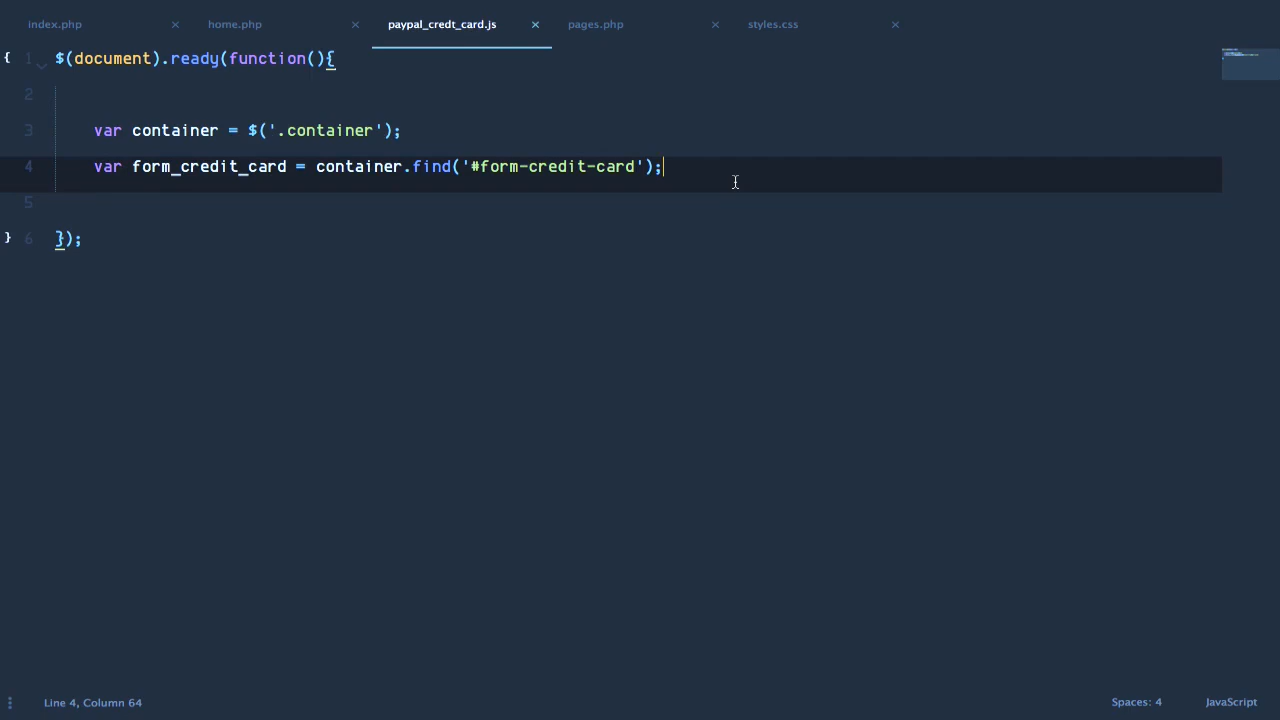 index.php × home.php × paypal_credt_card.js × pages.php × styles.css ×
{ 1 $(document).ready(function(){
2
3 var container = $('.container');
4 var form_credit_card = container.find('#form-credit-card');
5
} 6 });
Line 4, Column 64 Spaces: 4 JavaScript